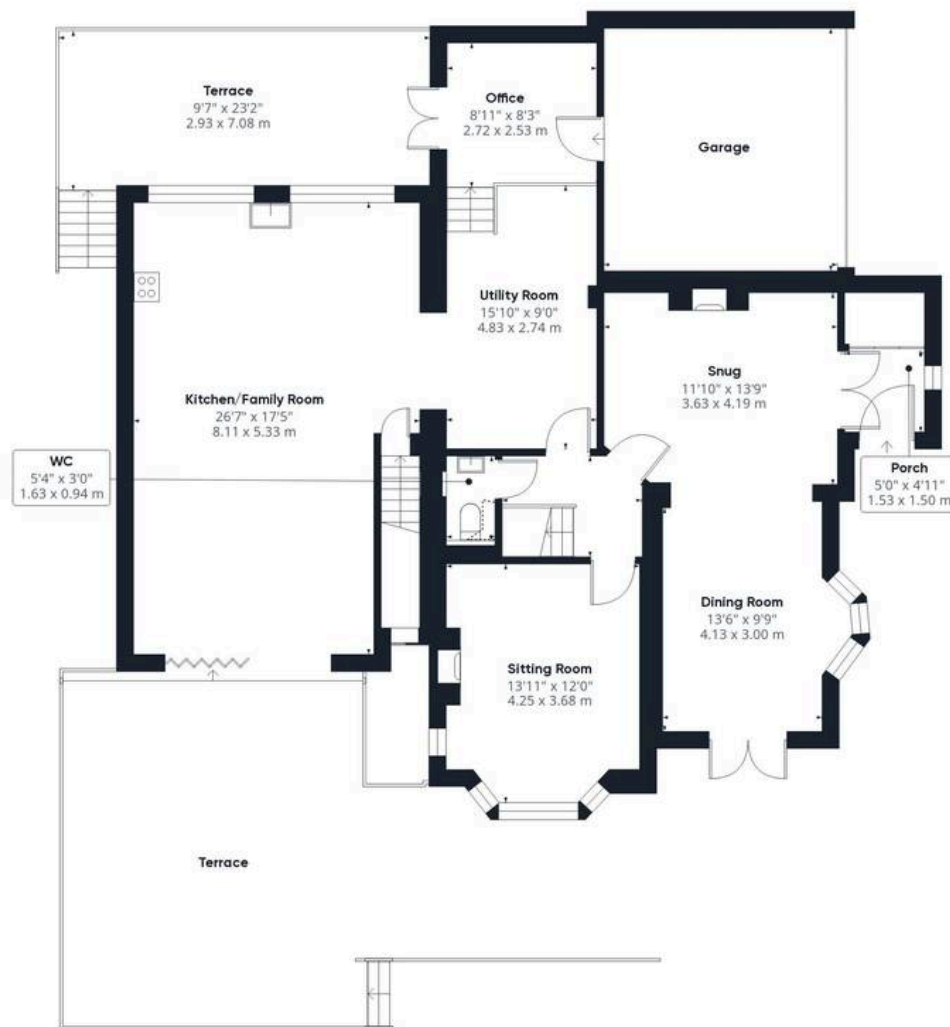 Terrace
9'7" x 23'2"
2.93 x 7.08 m
Office
8'11" x 8'3"
2.72 x 2.53 m
Garage
Utility Room
15'10" x 9'0"
4.83 x 2.74 m
Kitchen/Family Room
26'7" x 17'5"
8.11 x 5.33 m
Snug
11'10" x 13'9"
3.63 x 4.19 m
WC
5'4" x 3'0"
1.63 x 0.94 m
Porch
5'0" x 4'11"
1.53 x 1.50 m
Dining Room
13'6" x 9'9"
4.13 x 3.00 m
Sitting Room
13'11" x 12'0"
4.25 x 3.68 m
Terrace